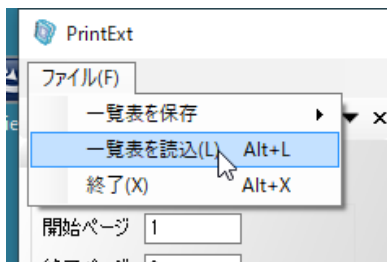 PrintExt
ファイル(F)
一覧表を保存
一覧表を読込(L) Alt+L
終了(X) Alt+X
開始ページ 1